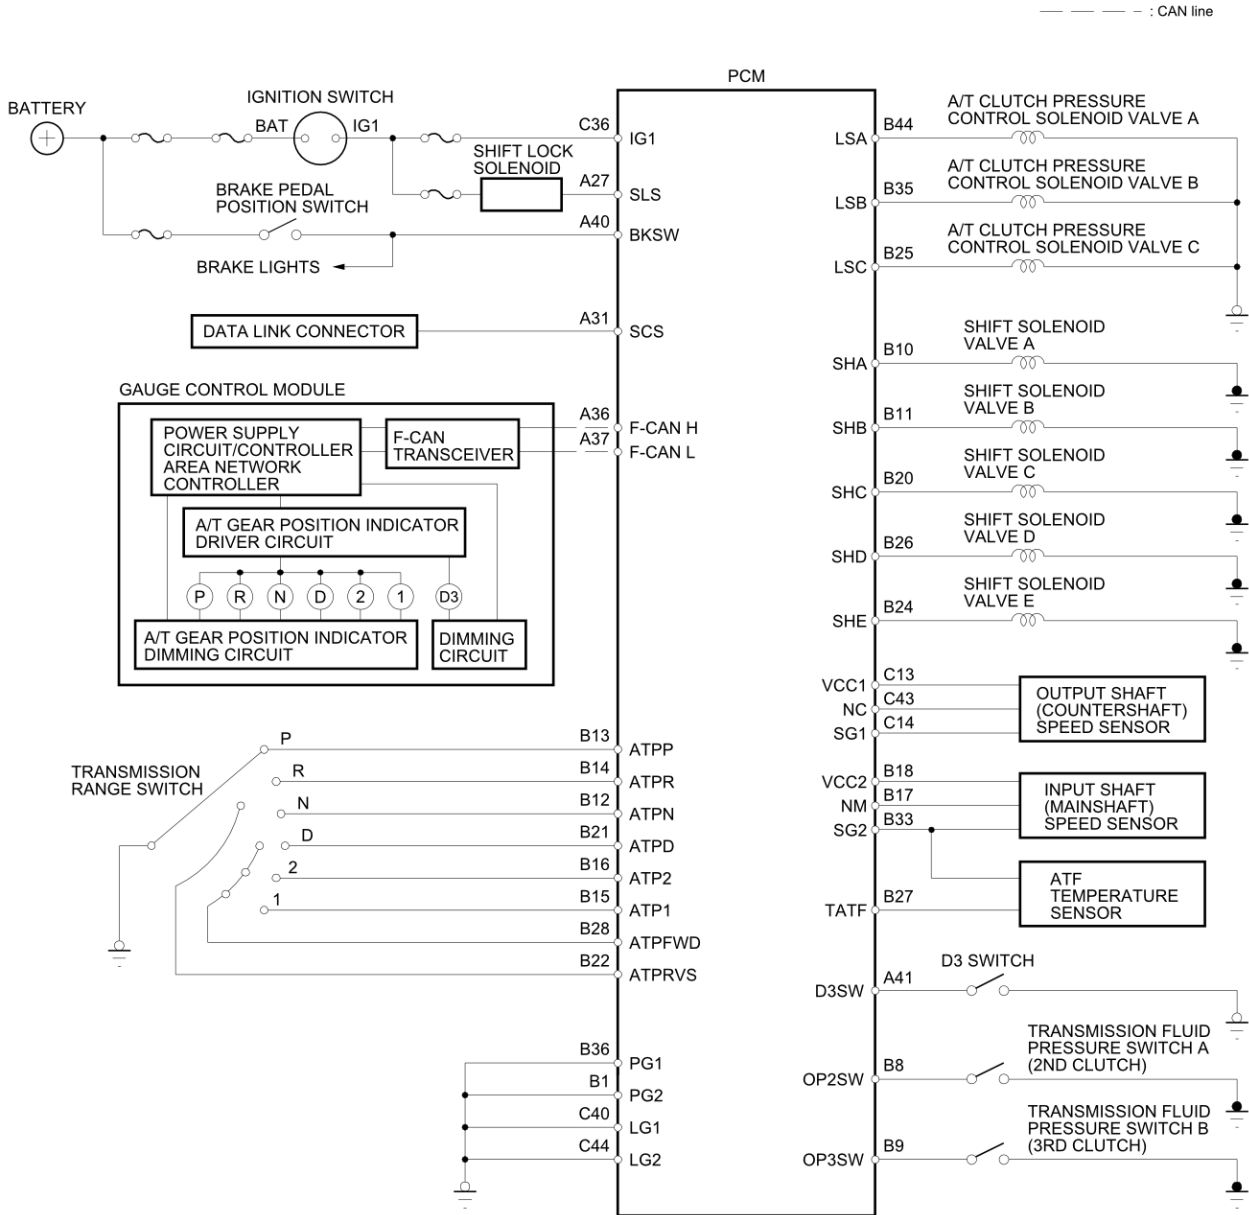 : CAN line
PCM
BATTERY
IGNITION SWITCH
BAT
IG1
C36
IG1
SHIFT LOCK
SOLENOID
A27
SLS
BRAKE PEDAL
POSITION SWITCH
A40
BKSW
BRAKE LIGHTS
DATA LINK CONNECTOR
A31
SCS
GAUGE CONTROL MODULE
POWER SUPPLY
CIRCUIT/CONTROLLER
AREA NETWORK
CONTROLLER
F-CAN
TRANSCEIVER
A36
F-CAN H
A37
F-CAN L
A/T GEAR POSITION INDICATOR
DRIVER CIRCUIT
P
R
N
D
2
1
D3
A/T GEAR POSITION INDICATOR
DIMMING CIRCUIT
DIMMING
CIRCUIT
TRANSMISSION
RANGE SWITCH
P
B13
ATPP
R
B14
ATPR
N
B12
ATPN
D
B21
ATPD
2
B16
ATP2
1
B15
ATP1
B28
ATPFWD
B22
ATPRVS
B36
PG1
B1
PG2
C40
LG1
C44
LG2
LSA
B44
A/T CLUTCH PRESSURE
CONTROL SOLENOID VALVE A
LSB
B35
A/T CLUTCH PRESSURE
CONTROL SOLENOID VALVE B
LSC
B25
A/T CLUTCH PRESSURE
CONTROL SOLENOID VALVE C
SHA
B10
SHIFT SOLENOID
VALVE A
SHB
B11
SHIFT SOLENOID
VALVE B
SHC
B20
SHIFT SOLENOID
VALVE C
SHD
B26
SHIFT SOLENOID
VALVE D
SHE
B24
SHIFT SOLENOID
VALVE E
VCC1
C13
NC
C43
SG1
C14
OUTPUT SHAFT
(COUNTERSHAFT)
SPEED SENSOR
VCC2
B18
NM
B17
SG2
B33
INPUT SHAFT
(MAINSHAFT)
SPEED SENSOR
TATF
B27
ATF
TEMPERATURE
SENSOR
D3SW
A41
D3 SWITCH
OP2SW
B8
TRANSMISSION FLUID
PRESSURE SWITCH A
(2ND CLUTCH)
OP3SW
B9
TRANSMISSION FLUID
PRESSURE SWITCH B
(3RD CLUTCH)